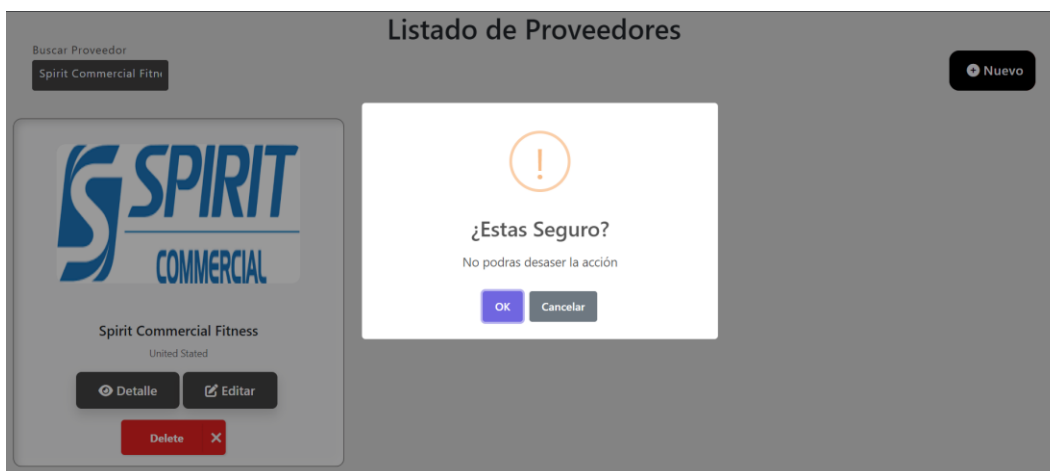 Listado de Proveedores
Buscar Proveedor
Spirit Commercial Fitn
Nuevo
SPIRIT
COMMERCIAL
Spirit Commercial Fitness
United Stated
Detalle
Editar
Delete
¿Estas Seguro?
No podras desaser la acción
OK
Cancelar